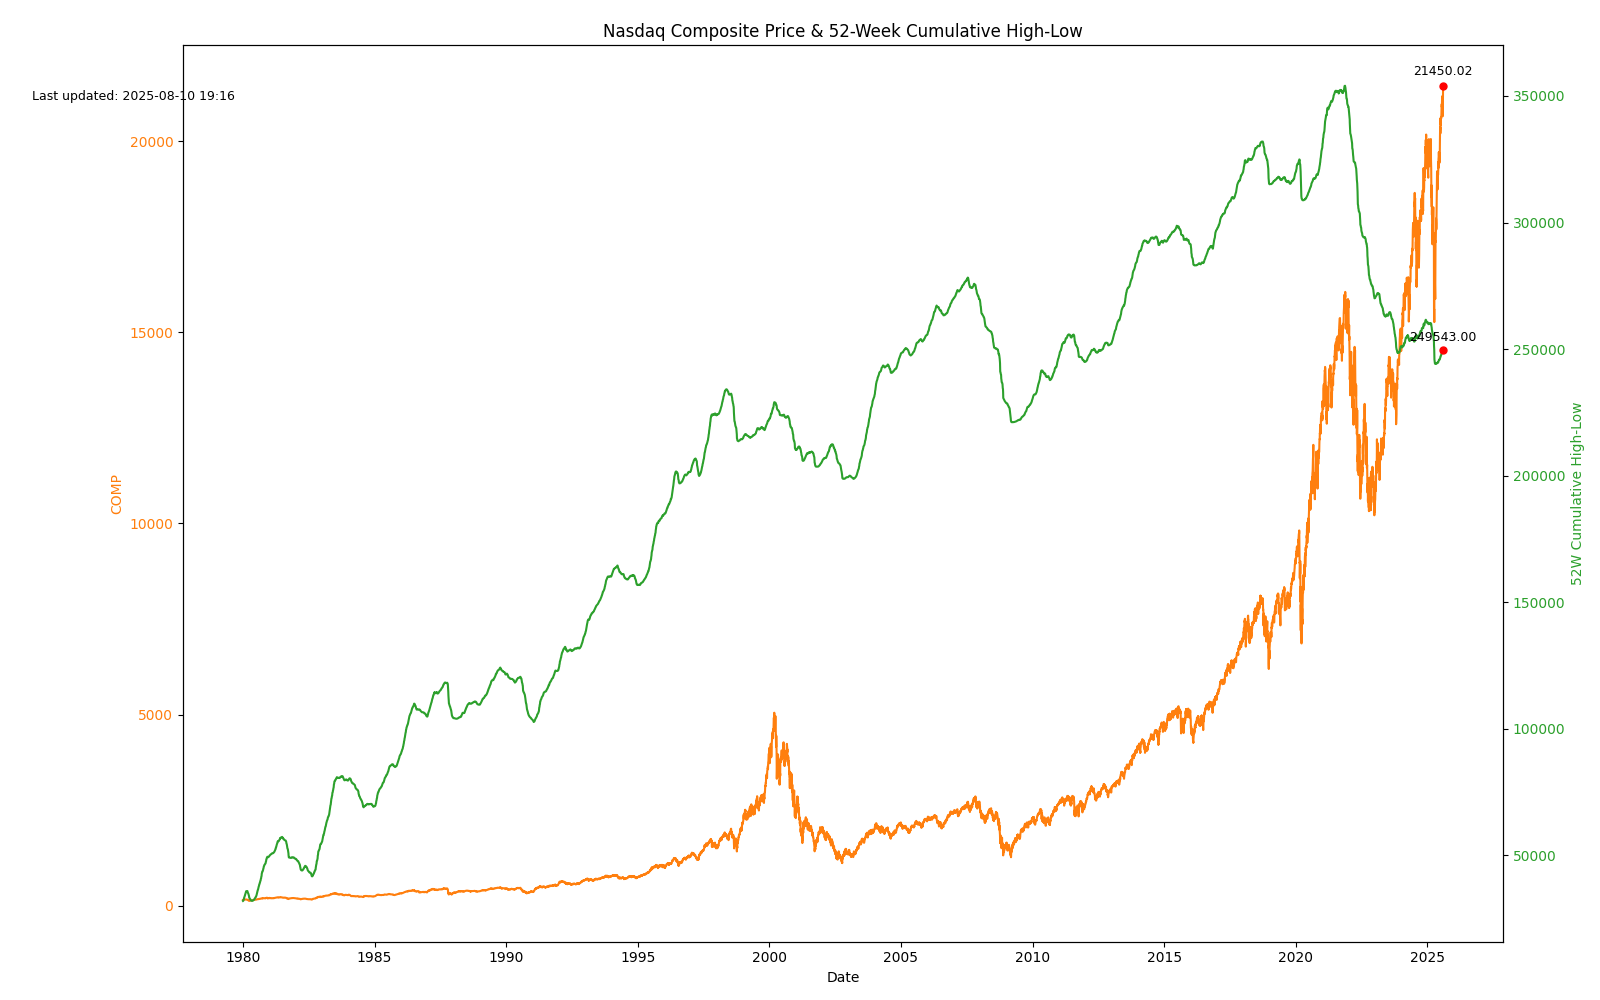 Nasdaq Composite Price & 52-Week Cumulative High-Low
21450.02
Last updated: 2025-08-10 19:16
350000
20000
300000
249543.00
15000
250000
52W Cumulative High-Low
COMP
200000
10000
150000
5000
100000
50000
0
1980 1985 1990 1995 2000 2005 2010 2015 2020 2025
Date